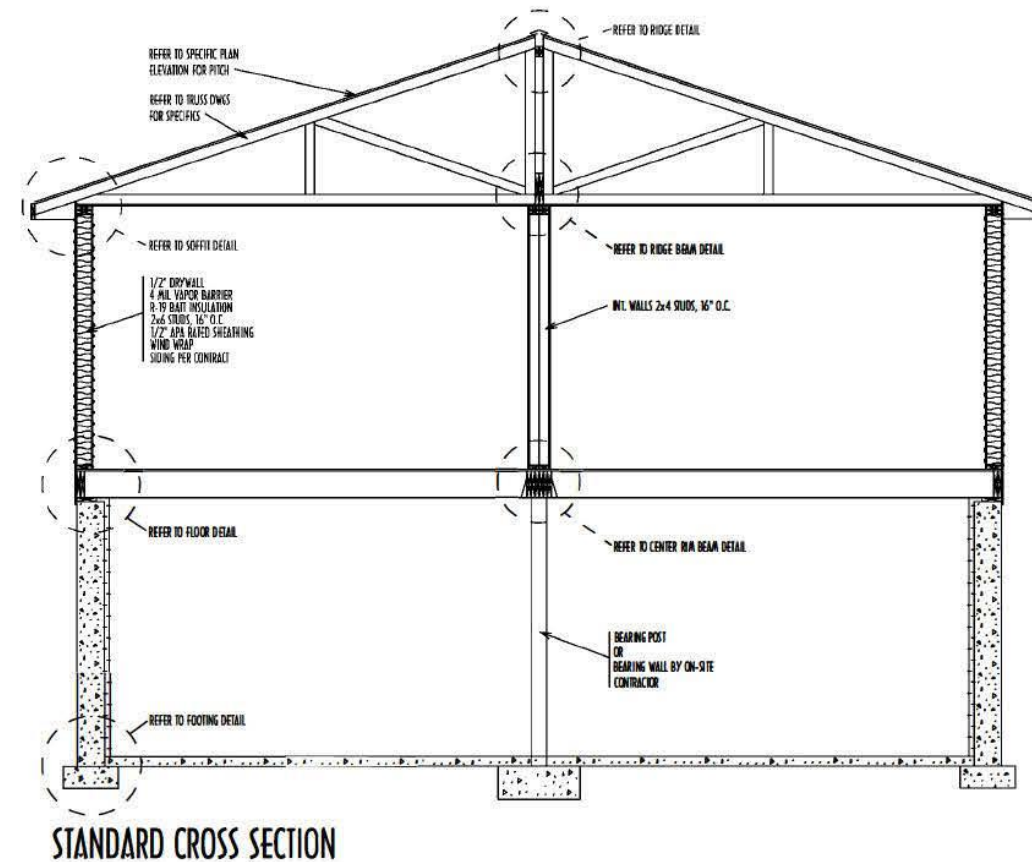 REFER TO RIDGE DETAIL
REFER TO SPECIFIC PLAN
ELEVATION FOR PITCH
REFER TO TRUSS DWGS
FOR SPECIFICS
REFER TO SOFFIT DETAIL
REFER TO RIDGE BEAM DETAIL
1/2" DRYWALL
4 MIL VAPOR BARRIER
R-19 BATT INSULATION
2x6 STUDS, 16" O.C.
1/2" APA RATED SHEATHING
WIND WRAP
SIDING PER CONTRACT
INT. WALLS 2x4 STUDS, 16" O.C.
REFER TO FLOOR DETAIL
REFER TO CENTER RIM BEAM DETAIL
BEARING POST
OR
BEARING WALL BY ON-SITE
CONTRACTOR
REFER TO FOOTING DETAIL
STANDARD CROSS SECTION